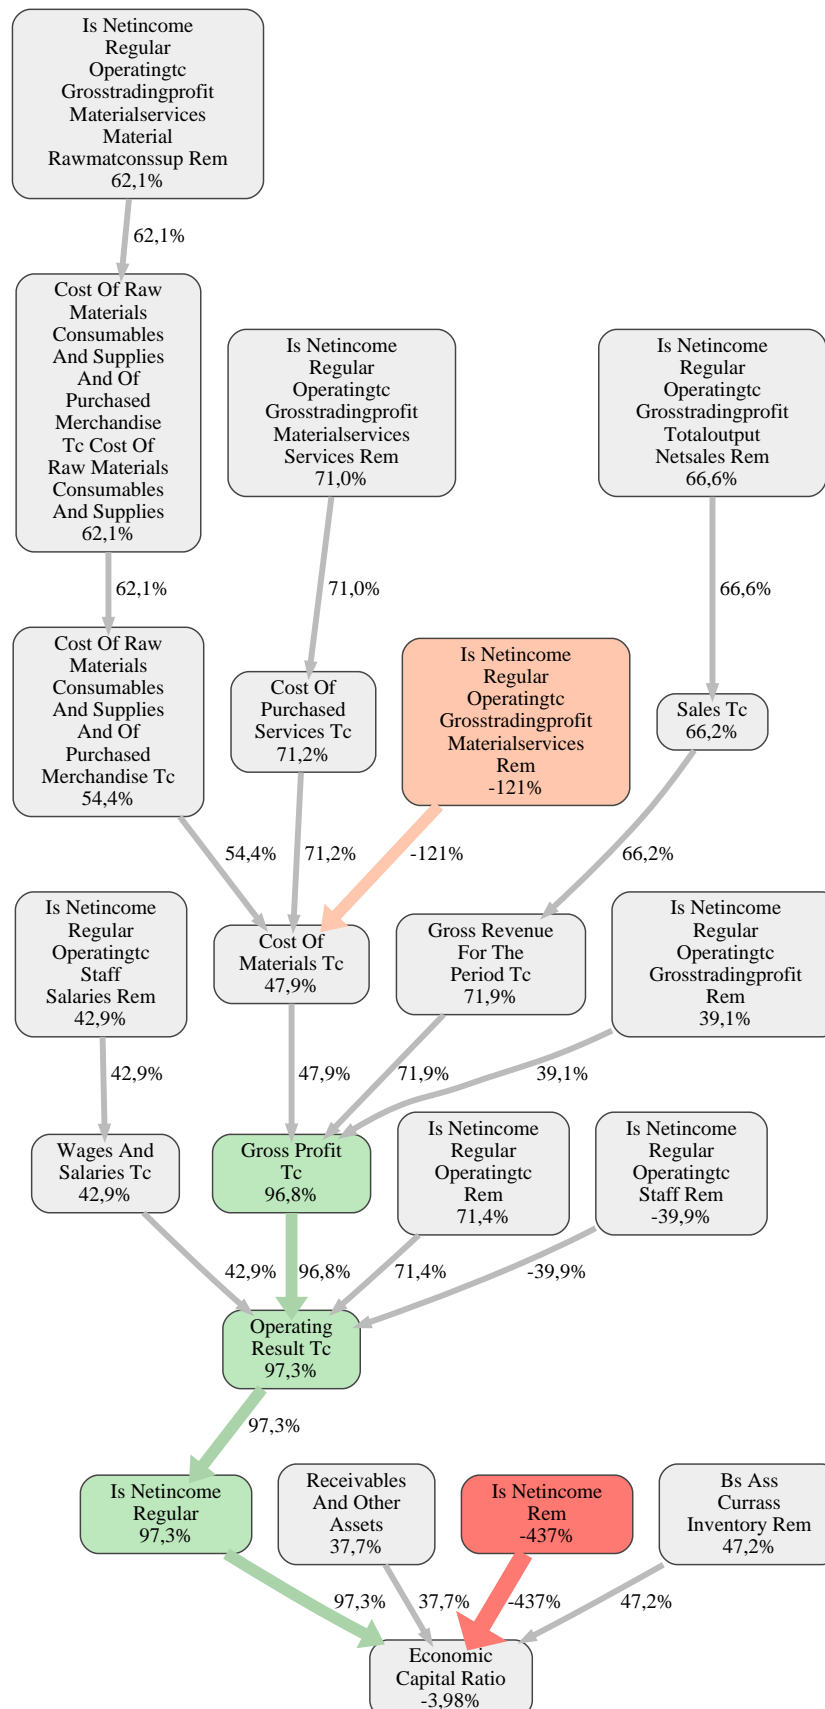 Is Netincome
Regular
Operatingtc
Grosstradingprofit
Materialservices
Material
Rawmatconssup Rem
62,1%
62,1%
Cost Of Raw
Materials
Consumables
And Supplies
And Of
Purchased
Merchandise
Tc Cost Of
Raw Materials
Consumables
And Supplies
62,1%
Is Netincome
Regular
Operatingtc
Grosstradingprofit
Materialservices
Services Rem
71,0%
Is Netincome
Regular
Operatingtc
Grosstradingprofit
Totaloutput
Netsales Rem
66,6%
62,1%
71,0%
66,6%
Cost Of Raw
Materials
Consumables
And Supplies
And Of
Purchased
Merchandise Tc
54,4%
Cost Of
Purchased
Services Tc
71,2%
Is Netincome
Regular
Operatingtc
Grosstradingprofit
Materialservices
Rem
-121%
Sales Tc
66,2%
54,4%
71,2%
-121%
66,2%
Is Netincome
Regular
Operatingtc
Staff
Salaries Rem
42,9%
Cost Of
Materials Tc
47,9%
Gross Revenue
For The
Period Tc
71,9%
Is Netincome
Regular
Operatingtc
Grosstradingprofit
Rem
39,1%
42,9%
47,9%
71,9%
39,1%
Wages And
Salaries Tc
42,9%
Gross Profit
Tc
96,8%
Is Netincome
Regular
Operatingtc
Rem
71,4%
Is Netincome
Regular
Operatingtc
Staff Rem
-39,9%
42,9%
96,8%
71,4%
-39,9%
Operating
Result Tc
97,3%
97,3%
Is Netincome
Regular
97,3%
Receivables
And Other
Assets
37,7%
Is Netincome
Rem
-437%
Bs Ass
Currass
Inventory Rem
47,2%
97,3%
37,7%
-437%
47,2%
Economic
Capital Ratio
-3,98%